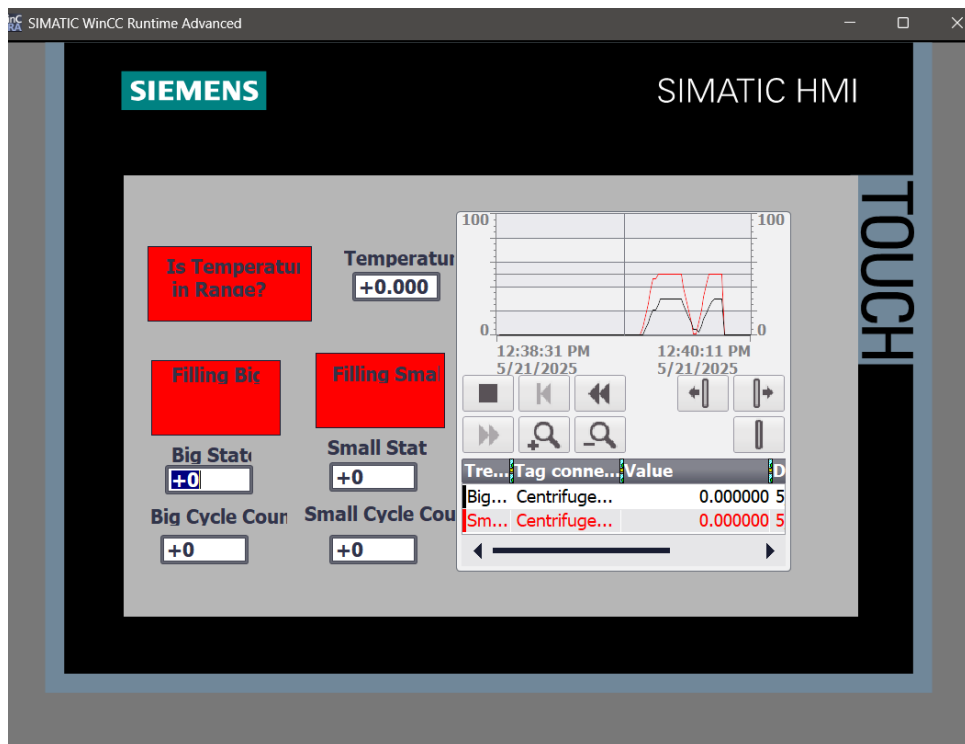 SIMATIC WinCC Runtime Advanced
SIEMENS
SIMATIC HMI
TOUCH
Is Temperatur
in Range?
Temperatur
+0.000
100
100
0
0
12:38:31 PM
12:40:11 PM
5/21/2025
5/21/2025
Filling Big
Filling Smal
Big State
Small Stat
+0
+0
Big Cycle Coun
Small Cycle Cou
+0
+0
Tre... Tag conne... Value D
Big... Centrifuge... 0.000000 5
Sm... Centrifuge... 0.000000 5